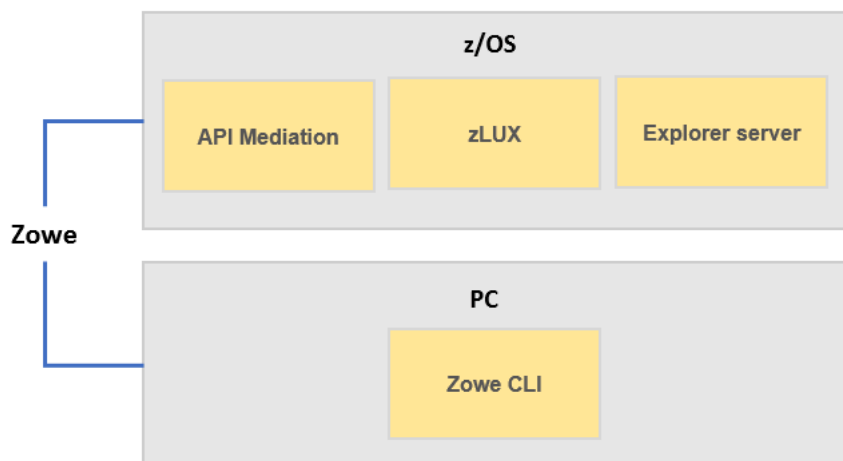 z/OS
API Mediation
zLUX
Explorer server
Zowe
PC
Zowe CLI